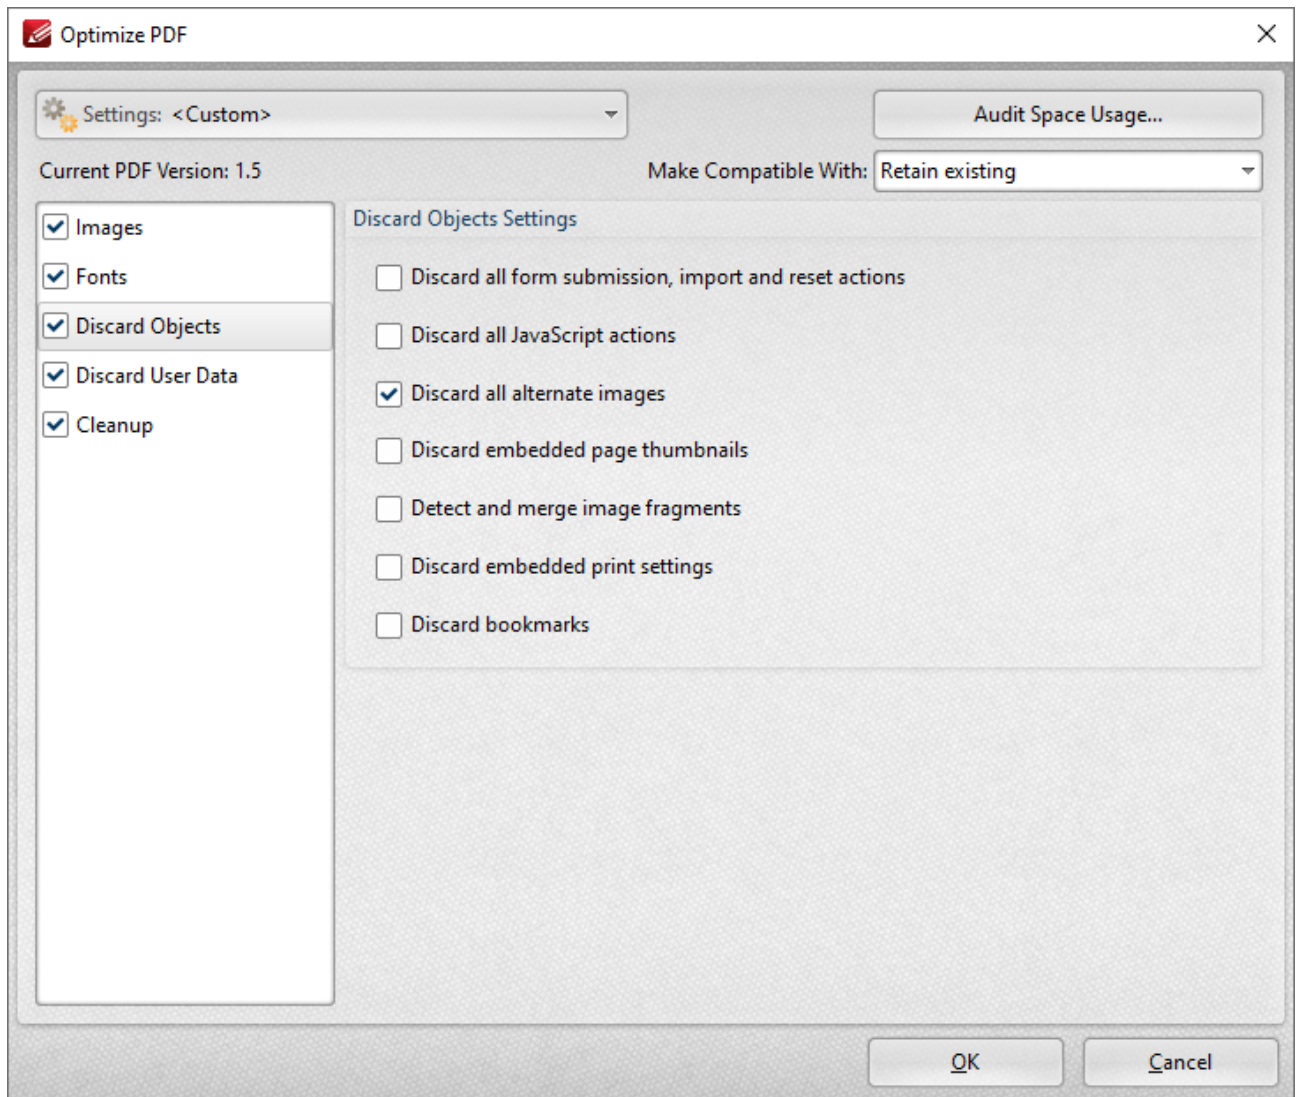 Optimize PDF
Settings: <Custom>
Audit Space Usage...
Current PDF Version: 1.5
Make Compatible With: Retain existing
Images
Fonts
Discard Objects
Discard User Data
Cleanup
Discard Objects Settings
Discard all form submission, import and reset actions
Discard all JavaScript actions
Discard all alternate images
Discard embedded page thumbnails
Detect and merge image fragments
Discard embedded print settings
Discard bookmarks
OK
Cancel